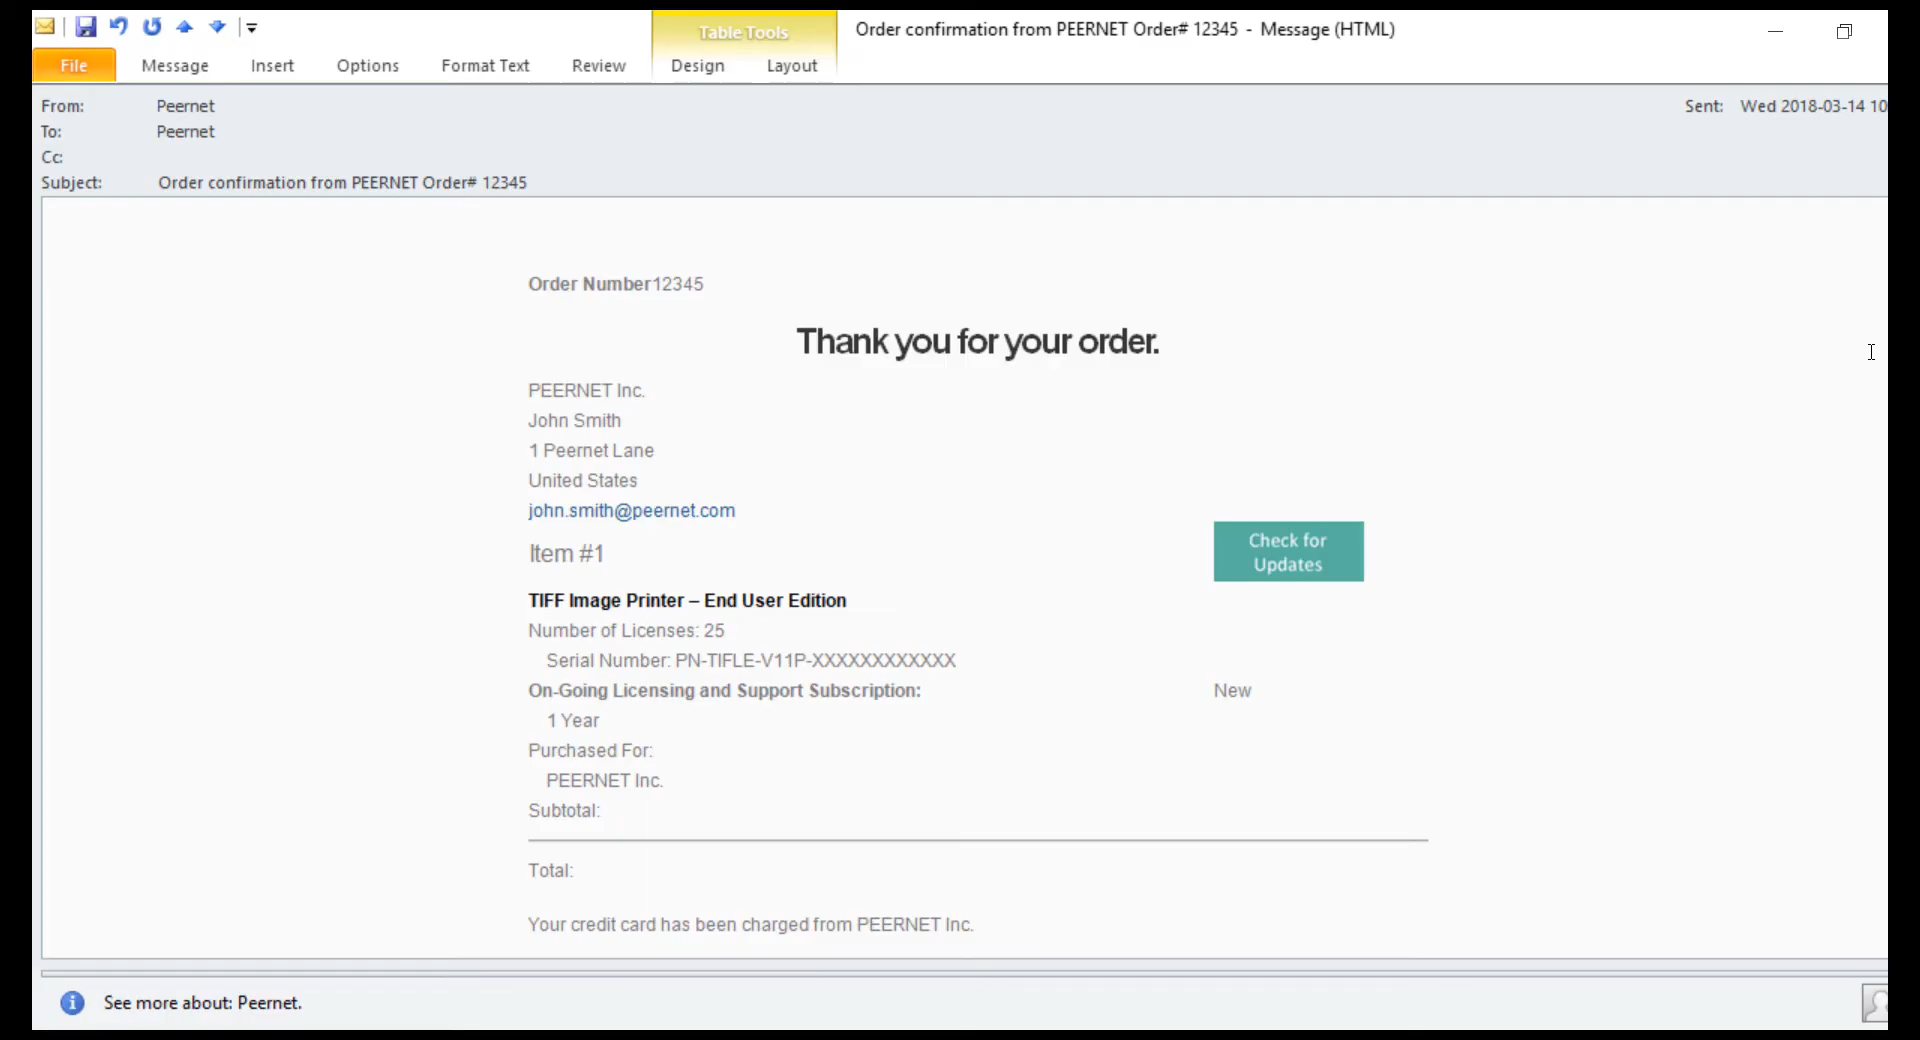 Table Tools
Order confirmation from PEERNET Order# 12345 - Message (HTML)
File Message Insert Options Format Text Review Design Layout
From: Peernet
Sent: Wed 2018-03-14 10
To: Peernet
Cc:
Subject: Order confirmation from PEERNET Order# 12345
Order Number12345
Thank you for your order.
PEERNET Inc.
John Smith
1 Peernet Lane
United States
john.smith@peernet.com
Check for
Updates
Item #1
TIFF Image Printer – End User Edition
Number of Licenses: 25
Serial Number: PN-TIFLE-V11P-XXXXXXXXXXXX
On-Going Licensing and Support Subscription: New
1 Year
Purchased For:
PEERNET Inc.
Subtotal:
Total:
Your credit card has been charged from PEERNET Inc.
See more about: Peernet.